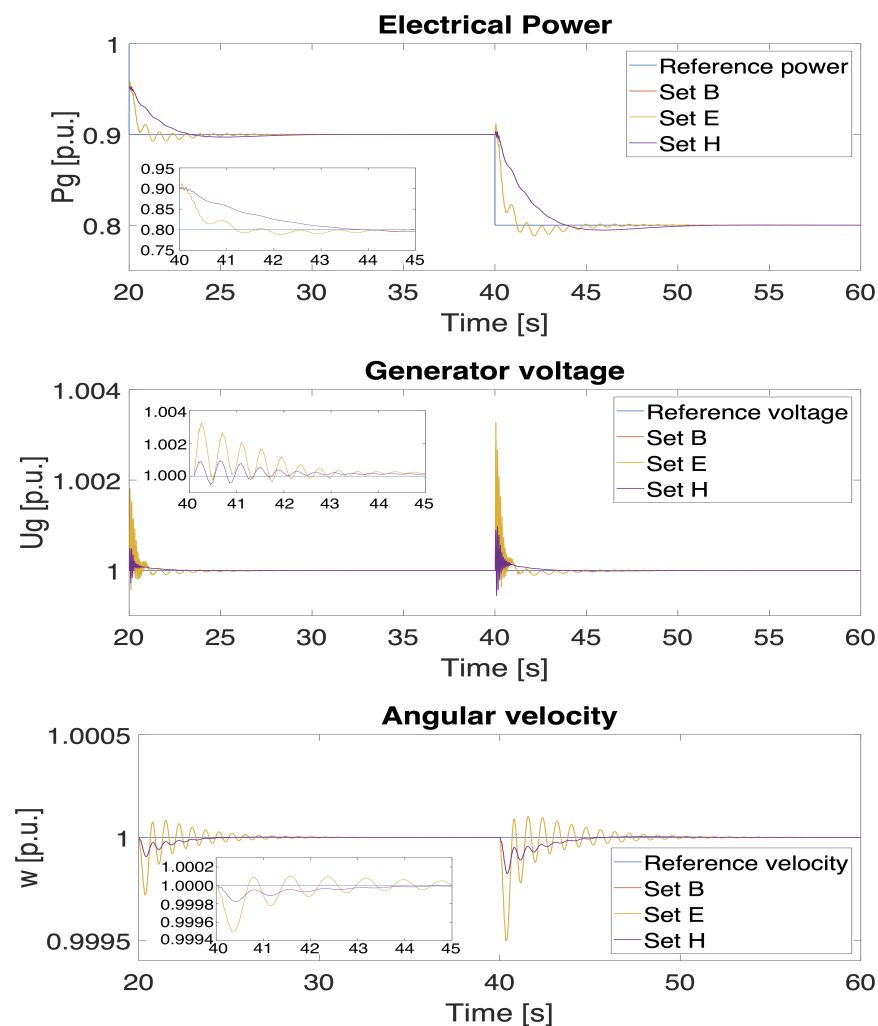 Electrical Power
1
0.9
0.8
Pg [p.u.]
Reference power
Set B
Set E
Set H
0.95
0.90
0.85
0.80
0.75
40 41 42 43 44 45
20 25 30 35 40 45 50 55 60
Time [s]
Generator voltage
1.004
1.002
1
Ug [p.u.]
1.004
1.002
1.000
40 41 42 43 44 45
Reference voltage
Set B
Set E
Set H
20 25 30 35 40 45 50 55 60
Time [s]
Angular velocity
1.0005
1
0.9995
w [p.u.]
1.0002
1.0000
0.9998
0.9996
0.9994
40 41 42 43 44 45
Reference velocity
Set B
Set E
Set H
20 30 40 50 60
Time [s]